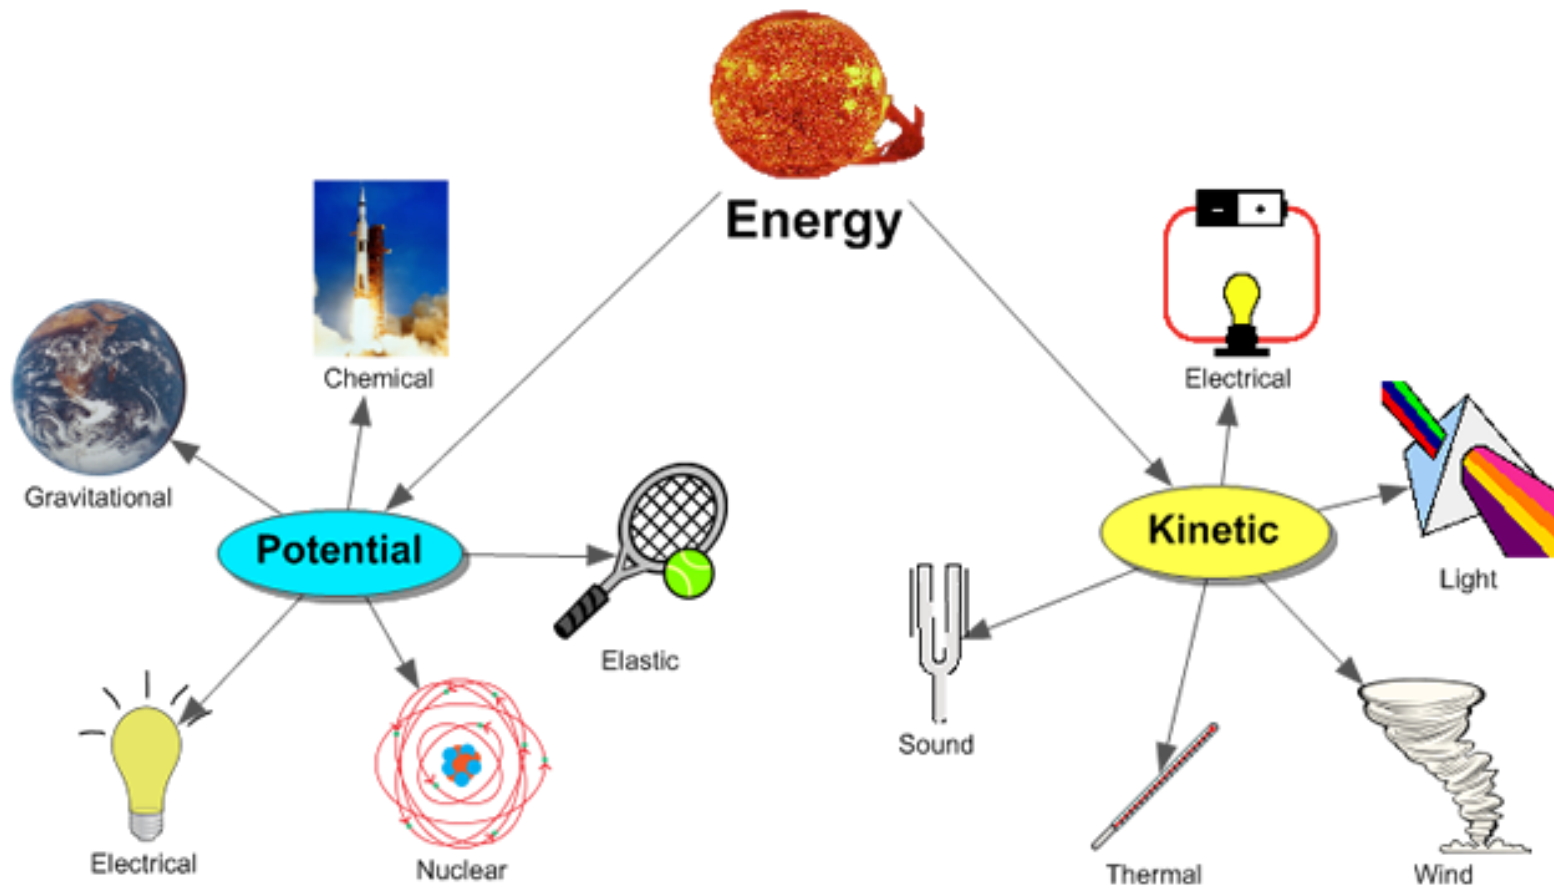 Energy
Chemical
Electrical
Gravitational
Potential
Kinetic
Light
Elastic
Sound
Electrical
Nuclear
Thermal
Wind